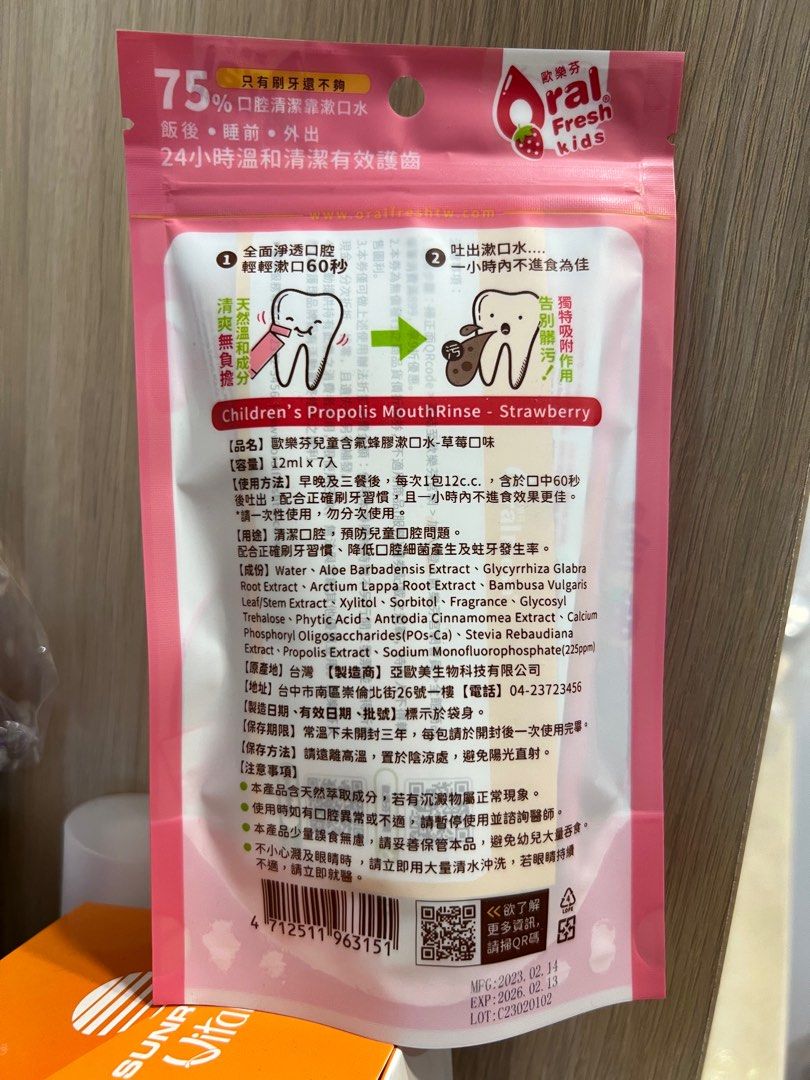 只有刷牙還不夠
75%口腔清潔靠漱口水
飯後•睡前•外出
24小時溫和清潔有效護齒
歐樂芬
Oral
Fresh®
kids
www.oralfreshtw.com
1 全面淨透口腔
輕輕漱口60秒
2 吐出漱口水....
一小時內不進食為佳
天然溫和成分
清爽無負擔
污
獨特吸附作用
告別髒污!
Children's Propolis MouthRinse - Strawberry
【品名】歐樂芬兒童含氟蜂膠漱口水-草莓口味
【容量】12ml x 7入
【使用方法】早晚及三餐後,每次1包12c.c.,含於口中60秒
後吐出,配合正確刷牙習慣,且一小時內不進食效果更佳。
*請一次性使用,勿分次使用。
【用途】清潔口腔,預防兒童口腔問題。
配合正確刷牙習慣、降低口腔細菌產生及蛀牙發生率。
【成份】Water、Aloe Barbadensis Extract、Glycyrrhiza Glabra
Root Extract、Arctium Lappa Root Extract、Bambusa Vulgaris
Leaf/Stem Extract、Xylitol、Sorbitol、Fragrance、Glycosyl
Trehalose、Phytic Acid、Antrodia Cinnamomea Extract、Calcium
Phosphoryl Oligosaccharides(POs-Ca)、Stevia Rebaudiana
Extract、Propolis Extract、Sodium Monofluorophosphate(225ppm)
【原產地】台灣 【製造商】亞歐美生物科技有限公司
【地址】台中市南區崇倫北街26號一樓【電話】04-23723456
【製造日期、有效日期、批號】標示於袋身。
【保存期限】常溫下未開封三年,每包請於開封後一次使用完畢。
【保存方法】請遠離高溫,置於陰涼處,避免陽光直射。
【注意事項】
•本產品含天然萃取成分,若有沉澱物屬正常現象。
•使用時如有口腔異常或不適,請暫停使用並諮詢醫師。
•本產品少量誤食無慮,請妥善保管本品,避免幼兒大量吞食。
•不小心濺及眼睛時,請立即用大量清水沖洗,若眼睛持續
不適,請立即就醫。
4 712511 963151
<<欲了解
更多資訊,
請掃QR碼
4
LDPE
MFG:2023.02.14
EXP:2026.02.13
LOT:C23020102
SUNR
Vita